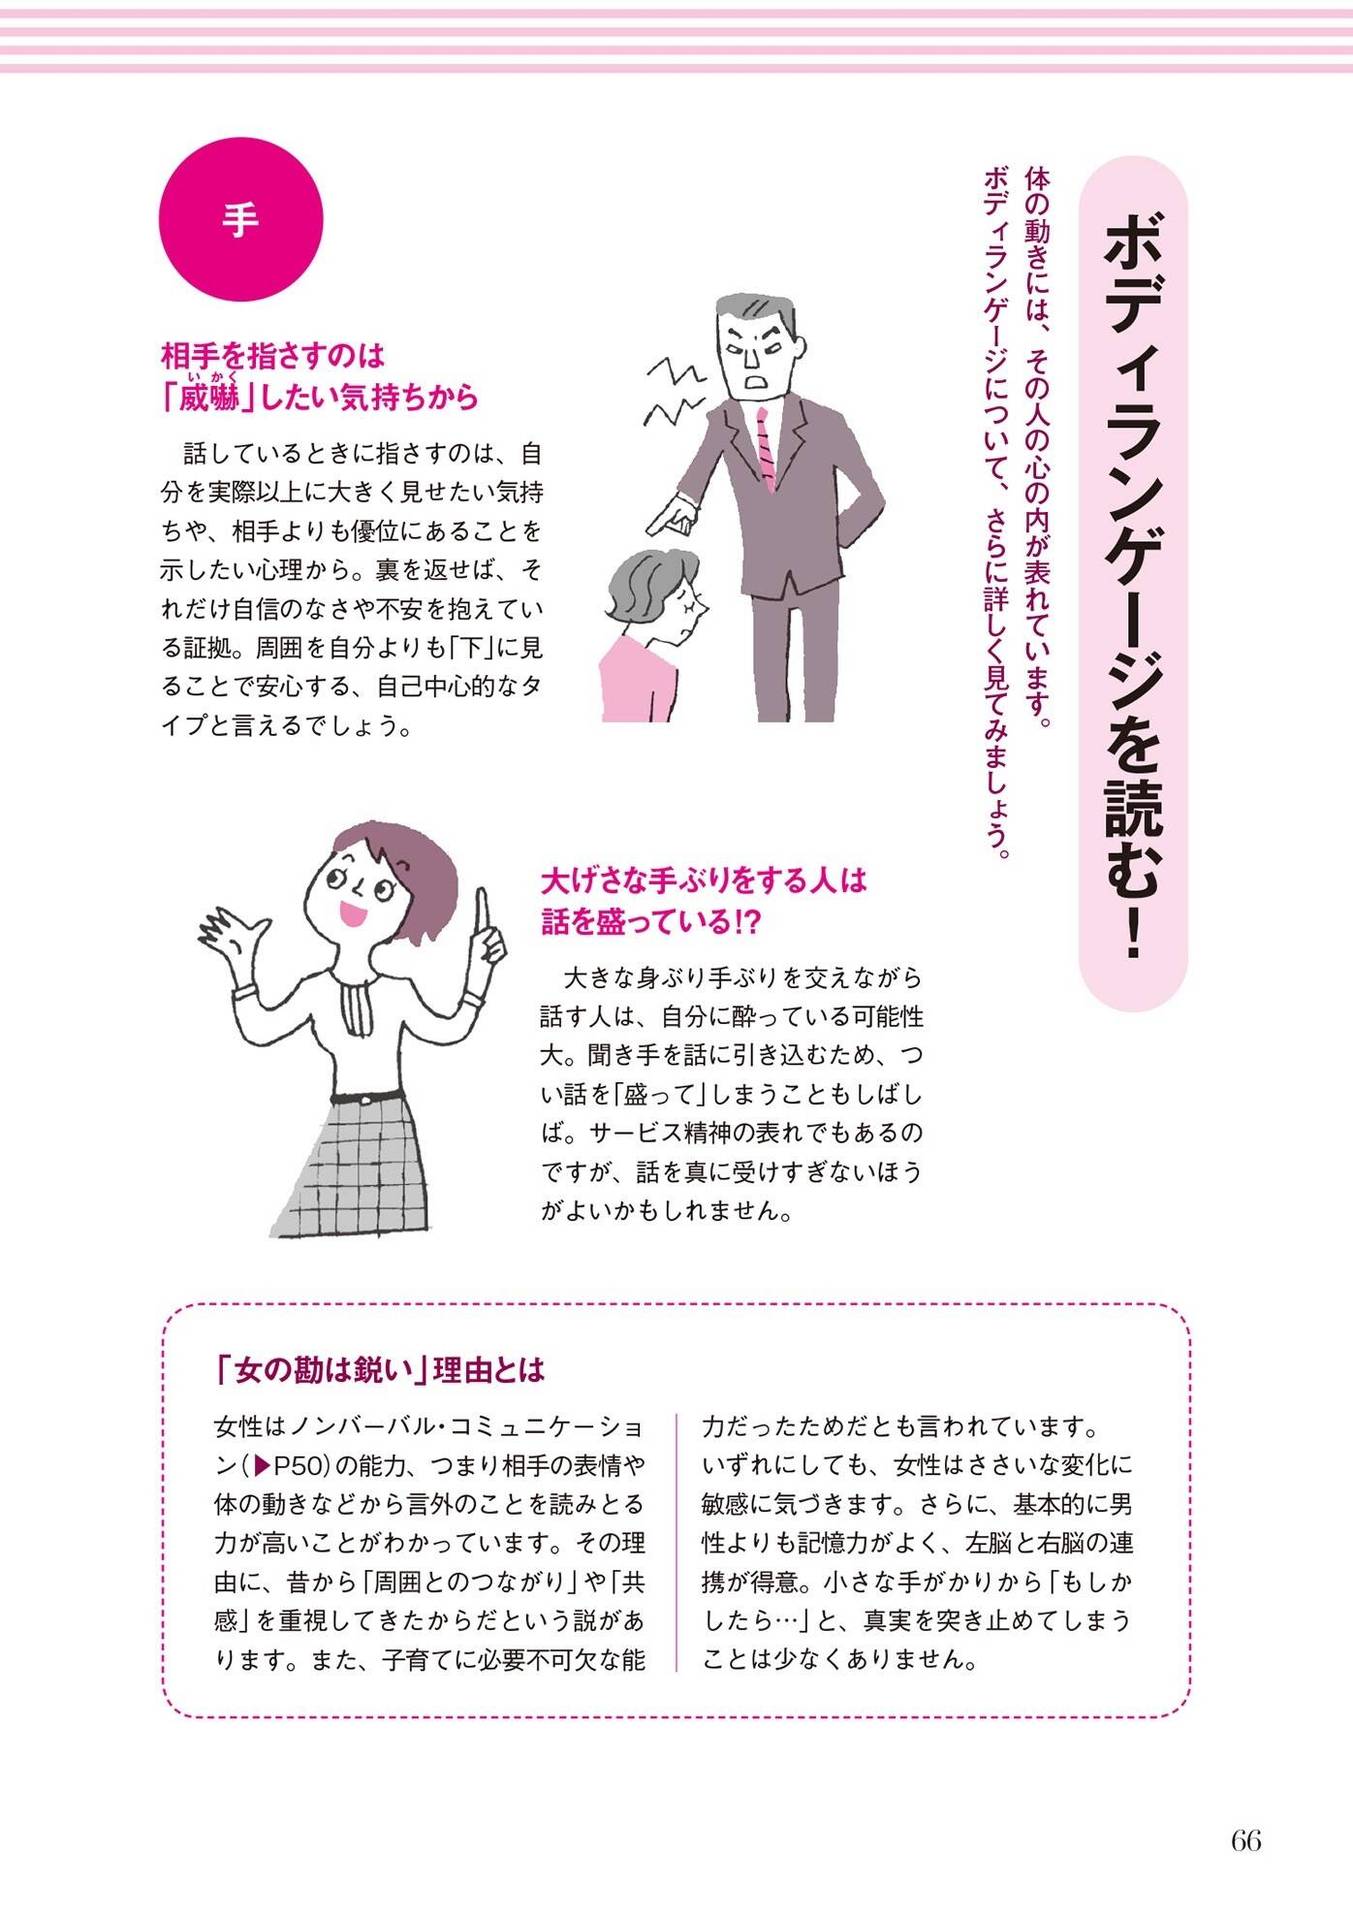 ボディランゲージを読む！
体の動きには、その人の心の内が表れています。
ボディランゲージについて、さらに詳しく見てみましょう。
手
相手を指さすのは
いかく
「威嚇」したい気持ちから
話しているときに指さすのは、自
分を実際以上に大きく見せたい気持
ちや、相手よりも優位にあることを
示したい心理から。裏を返せば、そ
れだけ自信のなさや不安を抱えてい
る証拠。周囲を自分よりも「下」に見
ることで安心する、自己中心的なタ
イプと言えるでしょう。
大げさな手ぶりをする人は
話を盛っている!?
大きな身ぶり手ぶりを交えながら
話す人は、自分に酔っている可能性
大。聞き手を話に引き込むため、つ
い話を「盛って」しまうこともしばし
ば。サービス精神の表れでもあるの
ですが、話を真に受けすぎないほう
がよいかもしれません。
「女の勘は鋭い」理由とは
女性はノンバーバル・コミュニケーショ
ン（▶P50）の能力、つまり相手の表情や
体の動きなどから言外のことを読みとる
力が高いことがわかっています。その理
由に、昔から「周囲とのつながり」や「共
感」を重視してきたからだという説があ
ります。また、子育てに必要不可欠な能
力だったためだとも言われています。
いずれにしても、女性はささいな変化に
敏感に気づきます。さらに、基本的に男
性よりも記憶力がよく、左脳と右脳の連
携が得意。小さな手がかりから「もしか
したら…」と、真実を突き止めてしまう
ことは少なくありません。
66